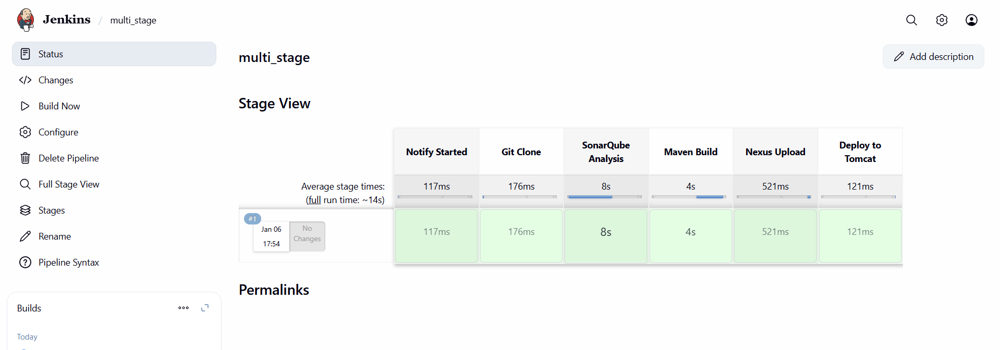 Jenkins / multi_stage
Status
Changes
Build Now
Configure
Delete Pipeline
Full Stage View
Stages
Rename
Pipeline Syntax
Builds
Today
multi_stage
Add description
Stage View
Notify Started
Git Clone
SonarQube
Analysis
Maven Build
Nexus Upload
Deploy to
Tomcat
Average stage times:
(full run time: ~14s)
117ms
176ms
8s
4s
521ms
121ms
#1
Jan 06
17:54
No
Changes
117ms
176ms
8s
4s
521ms
121ms
Permalinks